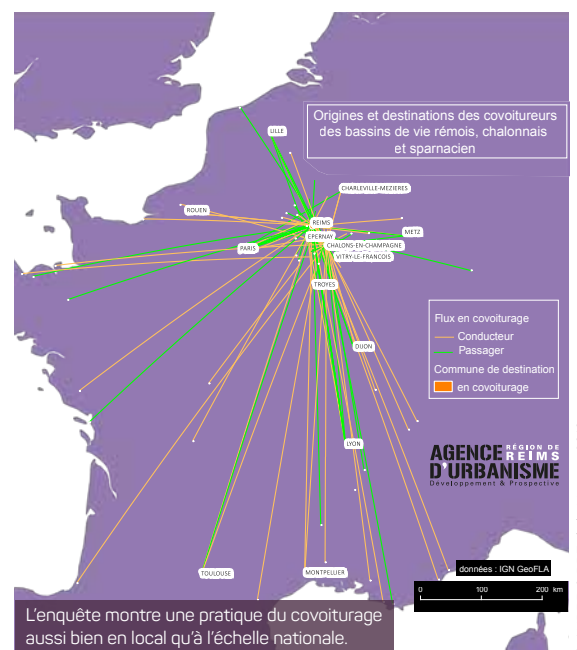 Origines et destinations des covoitureurs
des bassins de vie rémois, chalonnais
et sparnacien
LILLE
CHARLEVILLE-MEZIERES
ROUEN
REIMS
EPERNAY
METZ
PARIS
CHALONS-EN-CHAMPAGNE
VITRY-LE-FRANCOIS
TROYES
DIJON
LYON
TOULOUSE
MONTPELLIER
Flux en covoiturage
Conducteur
Passager
Commune de destination
en covoiturage
AGENCE RÉGION DE REIMS
D'URBANISME
Développement & Prospective
données : IGN GeoFLA
0 100 200 km
L'enquête montre une pratique du covoiturage
aussi bien en local qu'à l'échelle nationale.